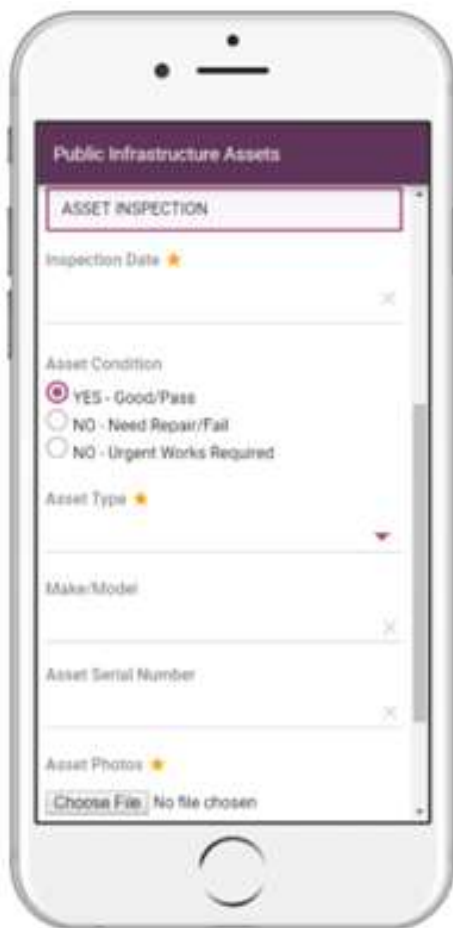 Public Infrastructure Assets
ASSET INSPECTION
Inspection Date
Asset Condition
YES - Good/Pass
NO - Need Repair/Fail
NO - Urgent Works Required
Asset Type
Make/Model
Asset Serial Number
Asset Photos
Choose File No file chosen